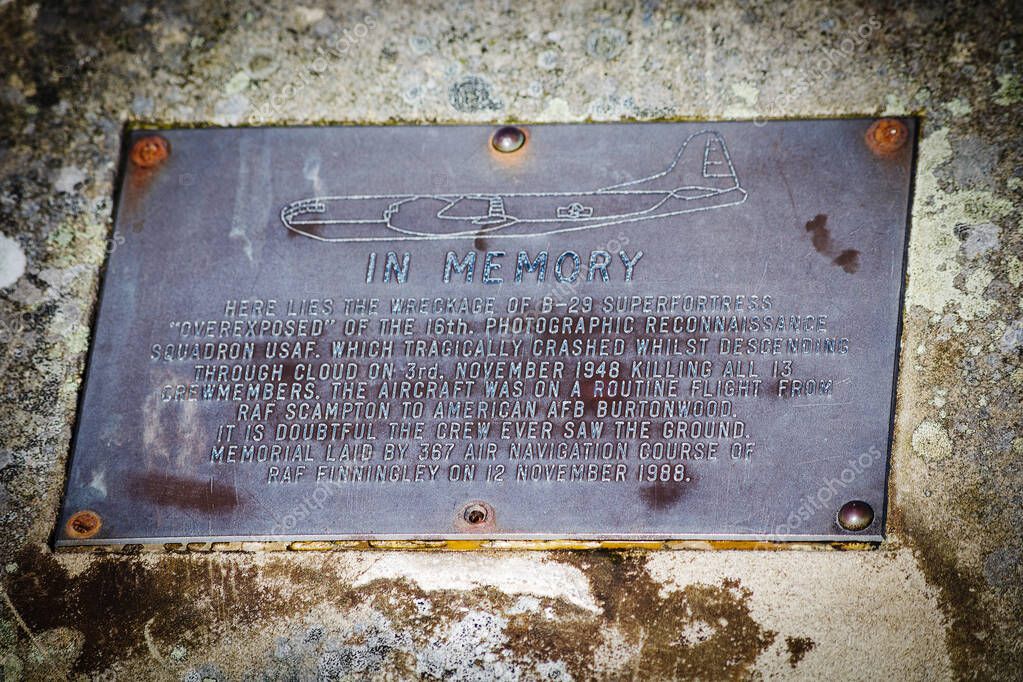 IN MEMORY
HERE LIES THE WRECKAGE OF B-29 SUPERFORTRESS
"OVEREXPOSED" OF THE 16th. PHOTOGRAPHIC RECONNAISSANCE
SQUADRON USAF. WHICH TRAGICALLY CRASHED WHILST DESCENDING
THROUGH CLOUD ON 3rd. NOVEMBER 1948 KILLING ALL 13
CREWMEMBERS. THE AIRCRAFT WAS ON A ROUTINE FLIGHT FROM
RAF SCAMPTON TO AMERICAN AFB BURTONWOOD.
IT IS DOUBTFUL THE CREW EVER SAW THE GROUND.
MEMORIAL LAID BY 367 AIR NAVIGATION COURSE OF
RAF FINNINGLEY ON 12 NOVEMBER 1988.